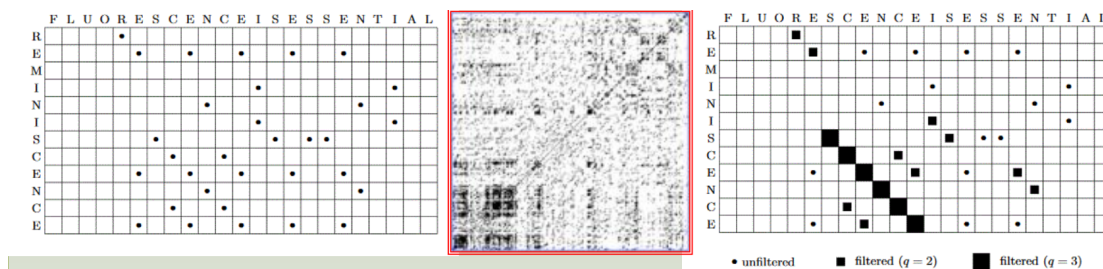 F L U O R E S C E N C E I S E S S E N T I A L
R
E
M
I
N
I
S
C
E
N
C
E
F L U O R E S C E N C E I S E S S E N T I A L
R
E
M
I
N
I
S
C
E
N
C
E
unfiltered filtered (q = 2) filtered (q = 3)